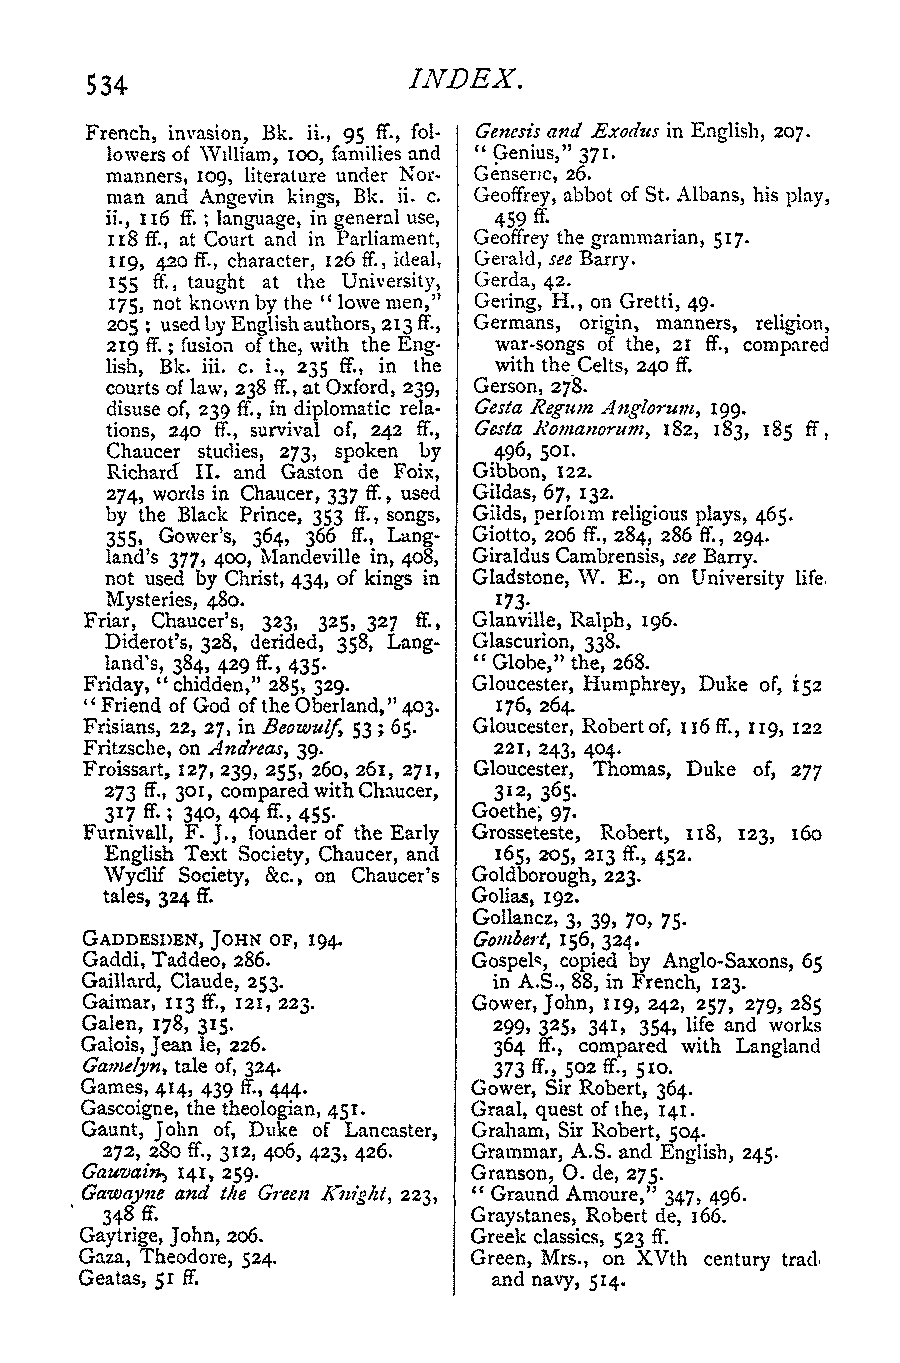 534
INDEX.
French, invasion, Bk. ii., 95 ff., fol-
lowers of William, 100, families and
manners, 109, literature under Nor-
man and Angevin kings, Bk. ii. c.
ii., 116 ff. ; language, in general use,
118 ff., at Court and in Parliament,
119, 420 ff., character, 126 ff., ideal,
155 ff., taught at the University,
175, not known by the "lowe men,"
205 ; used by English authors, 213 ff.,
219 ff. ; fusion of the, with the Eng-
lish, Bk. iii. c. i., 235 ff., in the
courts of law, 238 ff., at Oxford, 239,
disuse of, 239 ff., in diplomatic rela-
tions, 240 ff., survival of, 242 ff.,
Chaucer studies, 273, spoken by
Richard II. and Gaston de Foix,
274, words in Chaucer, 337 ff., used
by the Black Prince, 353 ff., songs,
355, Gower's, 364, 366 ff., Lang-
land's 377, 400, Mandeville in, 408,
not used by Christ, 434, of kings in
Mysteries, 480.
Friar, Chaucer's, 323, 325, 327 ff.,
Diderot's, 328, derided, 358, Lang-
land's, 384, 429 ff., 435.
Friday, "chidden," 285, 329.
"Friend of God of the Oberland," 403.
Frisians, 22, 27, in Beowulf, 53 ; 65.
Fritzsche, on Andreas, 39.
Froissart, 127, 239, 255, 260, 261, 271,
273 ff., 301, compared with Chaucer,
317 ff. ; 340, 404 ff., 455.
Furnivall, F. J., founder of the Early
English Text Society, Chaucer, and
Wyclif Society, &c., on Chaucer's
tales, 324 ff.
GADDESDEN, JOHN OF, 194.
Gaddi, Taddeo, 286.
Gaillard, Claude, 253.
Gaimar, 113 ff., 121, 223.
Galen, 178, 315.
Galois, Jean le, 226.
Gamelyn, tale of, 324.
Games, 414, 439 ff., 444.
Gascoigne, the theologian, 451.
Gaunt, John of, Duke of Lancaster,
272, 280 ff., 312, 406, 423, 426.
Gauvain, 141, 259.
Gawayne and the Green Knight, 223,
348 ff.
Gaytrige, John, 206.
Gaza, Theodore, 524.
Geatas, 51 ff.
Genesis and Exodus in English, 207.
"Genius," 371.
Genseric, 26.
Geoffrey, abbot of St. Albans, his play,
459 ff.
Geoffrey the grammarian, 517.
Gerald, see Barry.
Gerda, 42.
Gering, H., on Gretti, 49.
Germans, origin, manners, religion,
war-songs of the, 21 ff., compared
with the Celts, 240 ff.
Gerson, 278.
Gesta Regum Anglorum, 199.
Gesta Romanorum, 182, 183, 185 ff,
496, 501.
Gibbon, 122.
Gildas, 67, 132.
Gilds, perform religious plays, 465.
Giotto, 206 ff., 284, 286 ff., 294.
Giraldus Cambrensis, see Barry.
Gladstone, W. E., on University life,
173.
Glanville, Ralph, 196.
Glascurion, 338.
"Globe," the, 268.
Gloucester, Humphrey, Duke of, 152
176, 264.
Gloucester, Robert of, 116 ff., 119, 122
221, 243, 404.
Gloucester, Thomas, Duke of, 277
312, 365.
Goethe, 97.
Grosseteste, Robert, 118, 123, 160
165, 205, 213 ff., 452.
Goldborough, 223.
Golias, 192.
Gollancz, 3, 39, 70, 75.
Gombert, 156, 324.
Gospels, copied by Anglo-Saxons, 65
in A.S., 88, in French, 123.
Gower, John, 119, 242, 257, 279, 285
299, 325, 341, 354, life and works
364 ff., compared with Langland
373 ff., 502 ff., 510.
Gower, Sir Robert, 364.
Graal, quest of the, 141.
Graham, Sir Robert, 504.
Grammar, A.S. and English, 245.
Granson, O. de, 275.
"Graund Amoure," 347, 496.
Graystanes, Robert de, 166.
Greek classics, 523 ff.
Green, Mrs., on XVth century trad
and navy, 514.